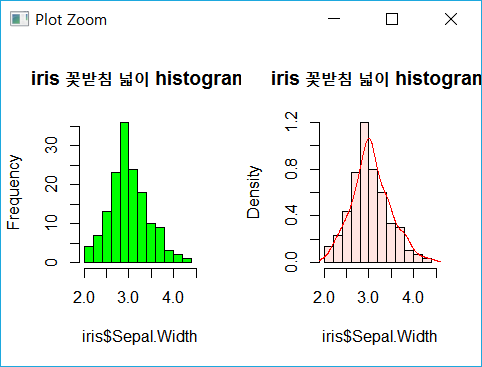 Plot Zoom
iris 꽃받침 넓이 histogran
iris 꽃받침 넓이 histogran
Frequency
30
20
10
0
2.0 3.0 4.0
iris$Sepal.Width
Density
1.2
0.8
0.4
0.0
2.0 3.0 4.0
iris$Sepal.Width